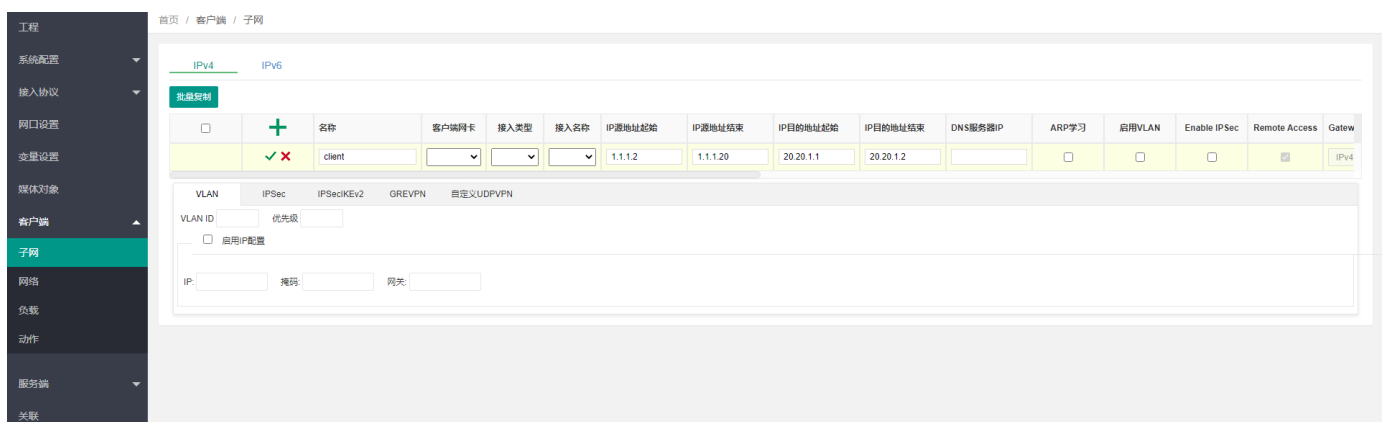 首页 / 客户端 / 子网
工程
系统配置
接入协议
网口设置
变量设置
媒体对象
客户端
子网
网络
负载
动作
服务端
关联
IPv4 IPv6
批量复制
名称 客户端网卡 接入类型 接入名称 IP源地址起始 IP源地址结束 IP目的地址起始 IP目的地址结束 DNS服务器IP ARP学习 启用VLAN Enable IPSec Remote Access Gatew
client 1.1.1.2 1.1.1.20 20.20.1.1 20.20.1.2 IPv4
VLAN IPSec IPSecIKEv2 GREVPN 自定义UDPVPN
VLAN ID 优先级
启用IP配置
IP: 掩码: 网关: